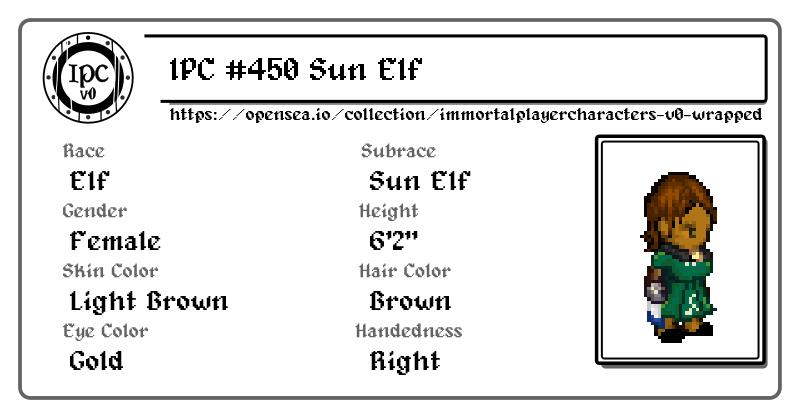 IPC v0
IPC #450 Sun Elf
https://opensea.io/collection/immortalplayercharacters-v0-wrapped
Race
Subrace
Elf
Sun Elf
Gender
Height
Female
6'2"
Skin Color
Hair Color
Light Brown
Brown
Eye Color
Handedness
Gold
Right